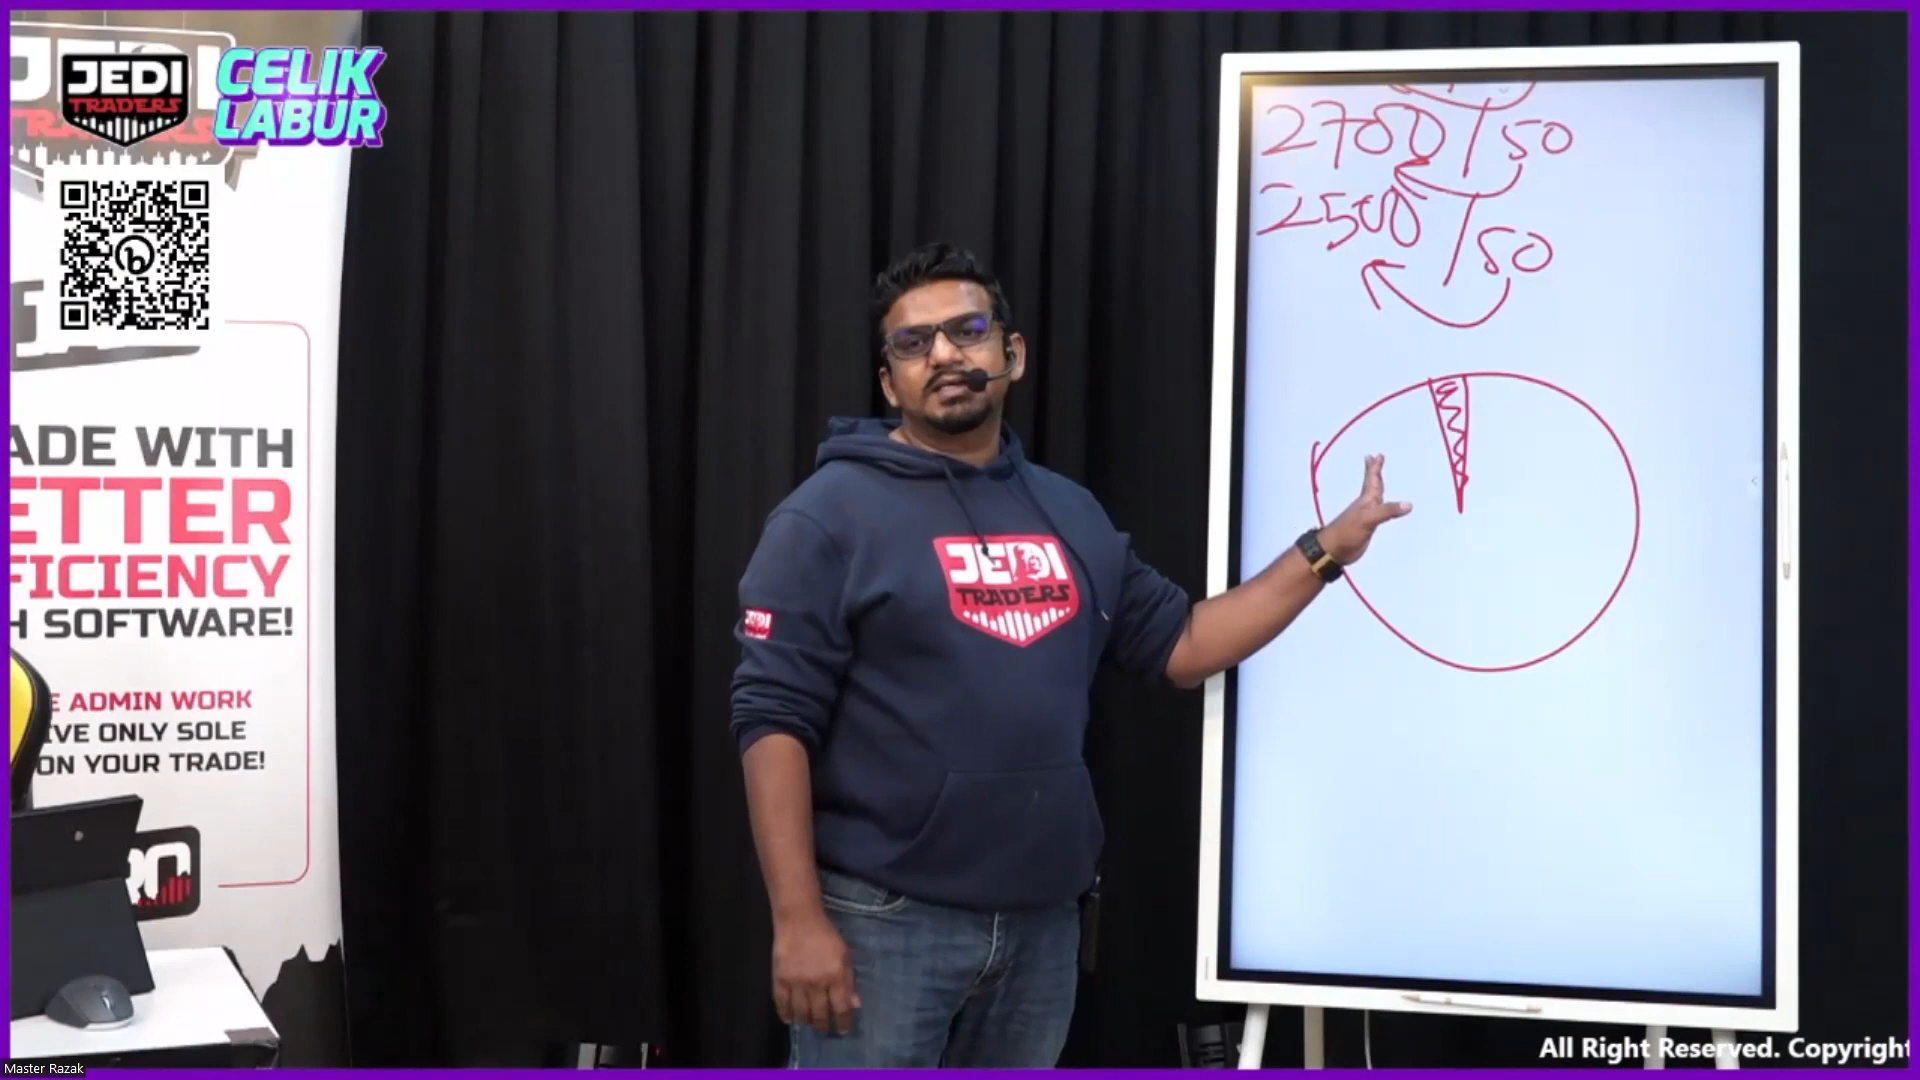 JEDI
TRADERS
CELIK
LABUR
ADE WITH
ETTER
FICIENCY
H SOFTWARE!
E ADMIN WORK
IVE ONLY SOLE
ON YOUR TRADE!
JEDI
TRADERS
JEDI
2700/50
2500/50
All Right Reserved. Copyright
Master Razak